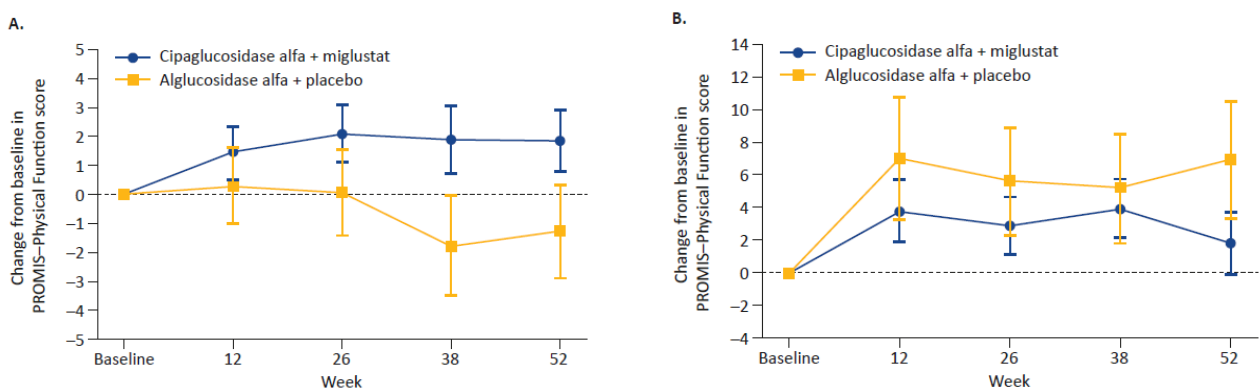 A.
Change from baseline in
PROMIS–Physical Function score
5
4
3
2
1
0
–1
–2
–3
–4
–5
Cipaglucosidase alfa + miglustat
Alglucosidase alfa + placebo
Baseline 12 26 38 52
Week
B.
Change from baseline in
PROMIS–Physical Function score
14
12
10
8
6
4
2
0
–2
–4
Cipaglucosidase alfa + miglustat
Alglucosidase alfa + placebo
Baseline 12 26 38 52
Week